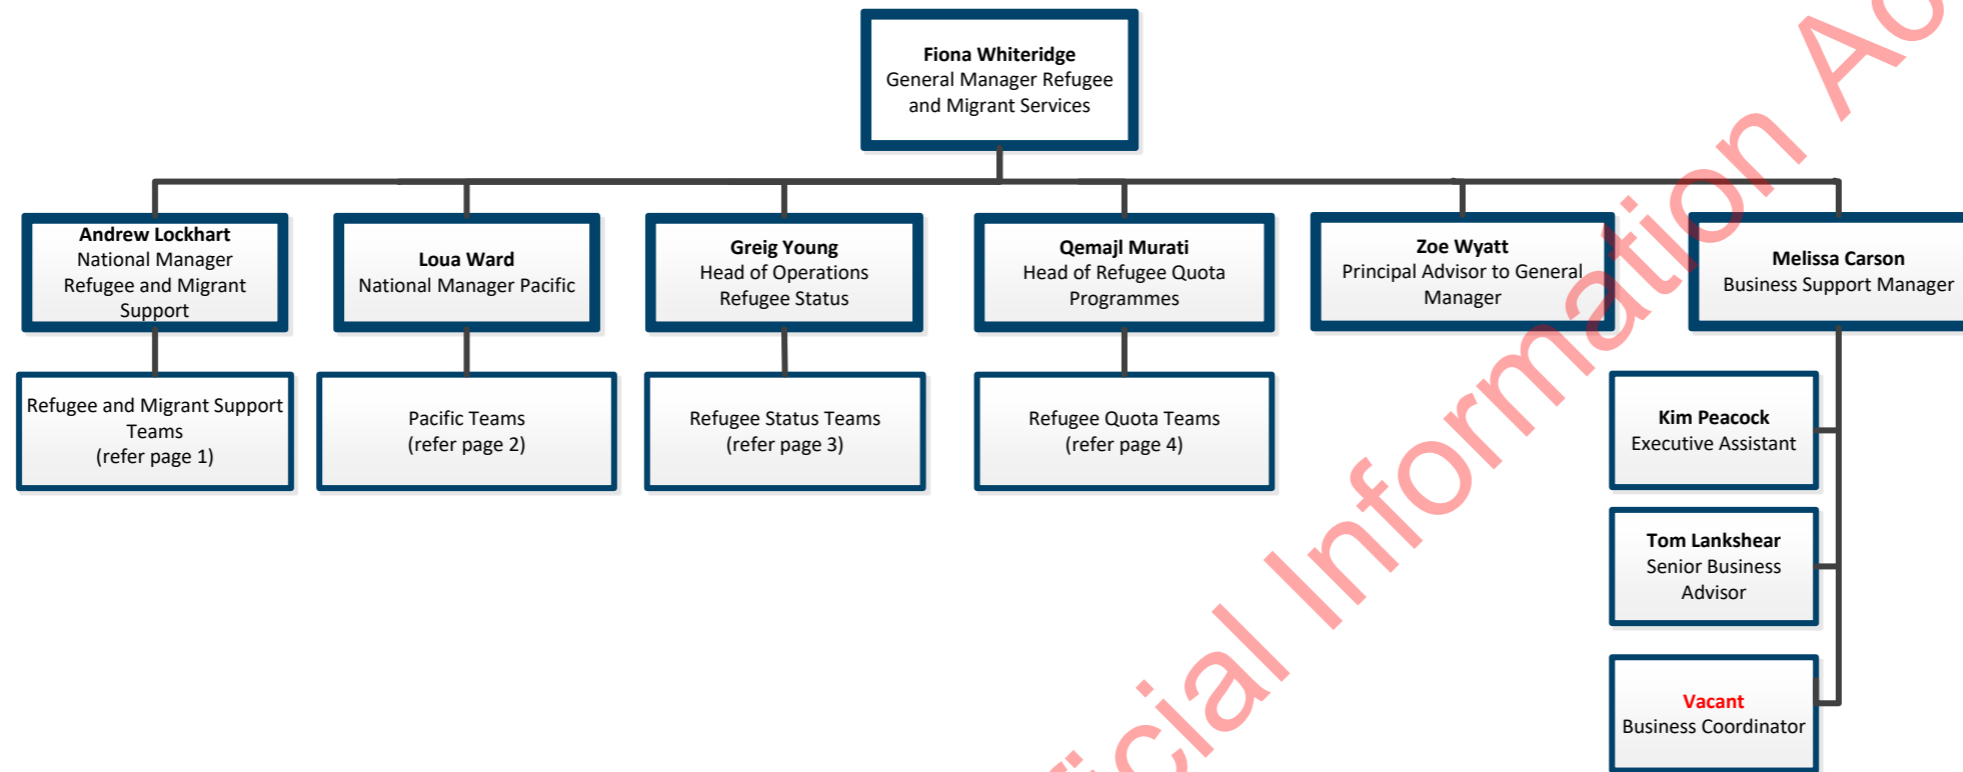 Fiona Whiteridge
General Manager Refugee
and Migrant Services
Andrew Lockhart
National Manager
Refugee and Migrant
Support
Loua Ward
National Manager Pacific
Greig Young
Head of Operations
Refugee Status
Qemajl Murati
Head of Refugee Quota
Programmes
Zoe Wyatt
Principal Advisor to General
Manager
Melissa Carson
Business Support Manager
Refugee and Migrant Support
Teams
(refer page 1)
Pacific Teams
(refer page 2)
Refugee Status Teams
(refer page 3)
Refugee Quota Teams
(refer page 4)
Kim Peacock
Executive Assistant
Tom Lankshear
Senior Business
Advisor
Vacant
Business Coordinator
Information